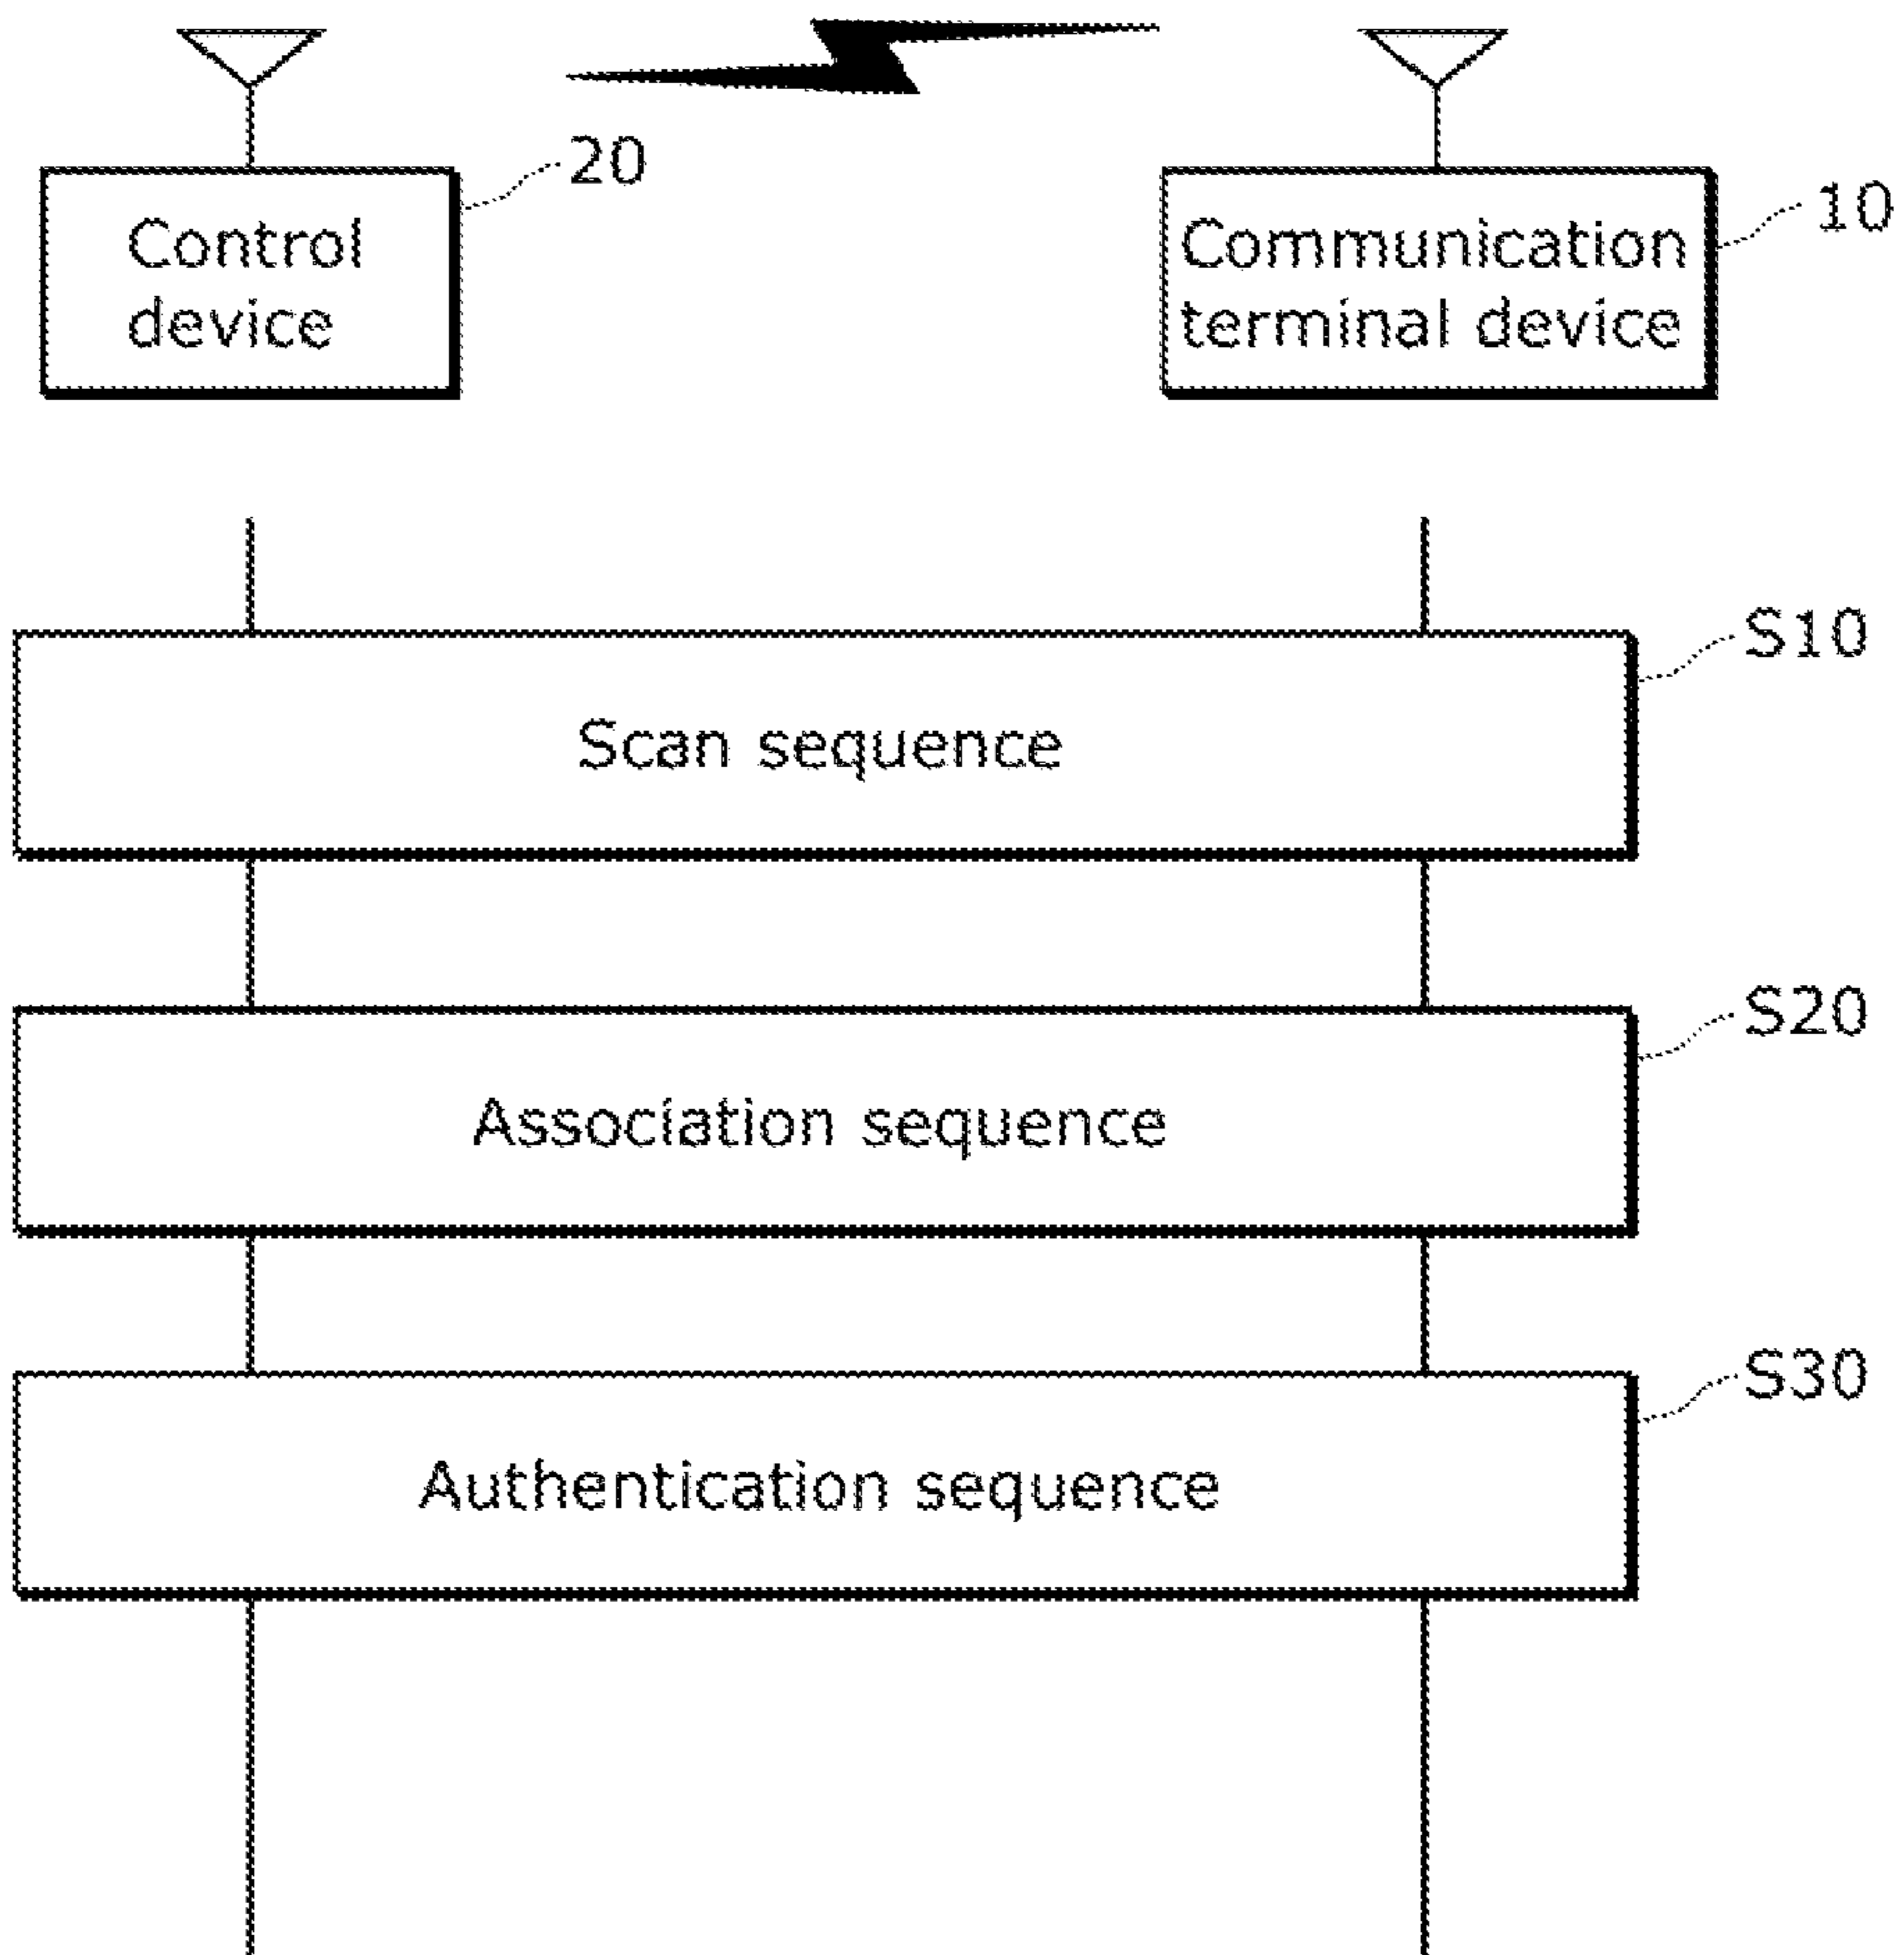 20
Control
device
10
Communication
terminal device
S10
Scan sequence
S20
Association sequence
S30
Authentication sequence